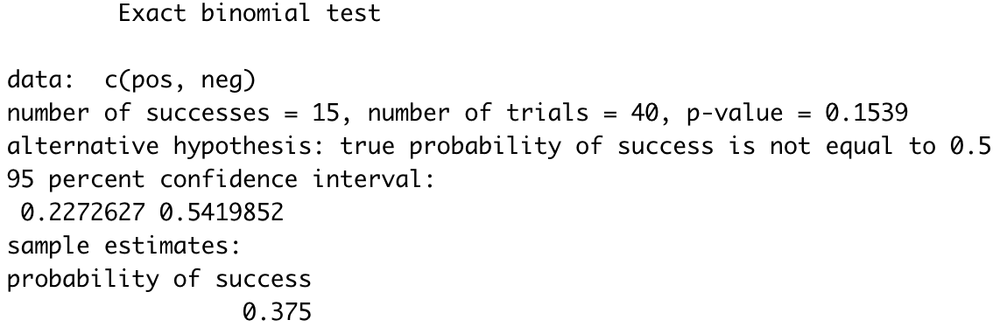 Exact binomial test
data:  c(pos, neg)
number of successes = 15, number of trials = 40, p-value = 0.1539
alternative hypothesis: true probability of success is not equal to 0.5
95 percent confidence interval:
 0.2272627 0.5419852
sample estimates:
probability of success
                 0.375